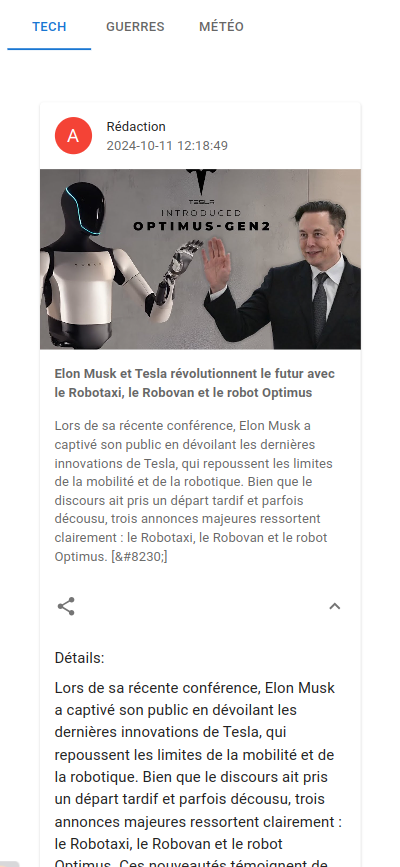 TECH GUERRES MÉTÉO
A
Rédaction
2024-10-11 12:18:49
TESLA
INTRODUCED
OPTIMUS-GEN2
Elon Musk et Tesla révolutionnent le futur avec
le Robotaxi, le Robovan et le robot Optimus
Lors de sa récente conférence, Elon Musk a
captivé son public en dévoilant les dernières
innovations de Tesla, qui repoussent les limites
de la mobilité et de la robotique. Bien que le
discours ait pris un départ tardif et parfois
décousu, trois annonces majeures ressortent
clairement : le Robotaxi, le Robovan et le robot
Optimus. [&#8230;]
Détails:
Lors de sa récente conférence, Elon Musk
a captivé son public en dévoilant les
dernières innovations de Tesla, qui
repoussent les limites de la mobilité et de
la robotique. Bien que le discours ait pris
un départ tardif et parfois décousu, trois
annonces majeures ressortent clairement :
le Robotaxi, le Robovan et le robot
Optimus. Ces nouveautés témoignent de